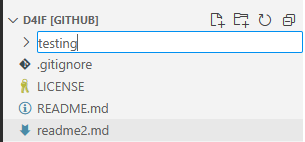 D4IF [GITHUB]
testing
.gitignore
LICENSE
README.md
readme2.md